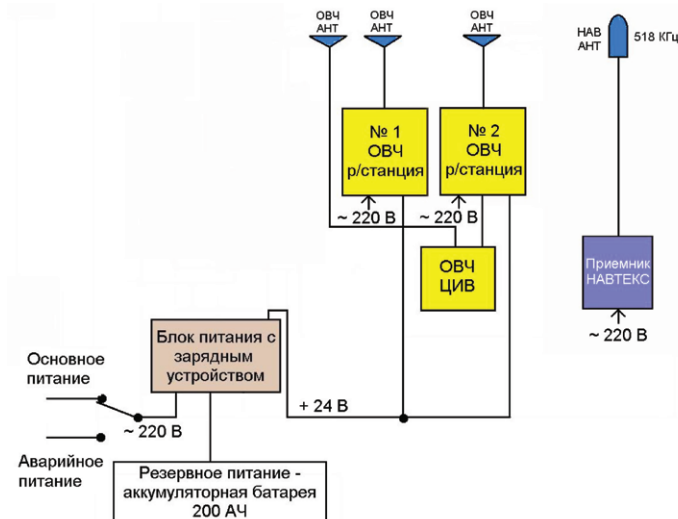 ОВЧ
АНТ
ОВЧ
АНТ
ОВЧ
АНТ
НАВ
АНТ
518 КГц
№ 1
ОВЧ
р/станция
№ 2
ОВЧ
р/станция
~ 220 В
~ 220 В
ОВЧ
ЦИВ
Приемник
НАВТЕКС
~ 220 В
Блок питания с
зарядным
устройством
Основное
питание
+ 24 В
~ 220 В
Аварийное
питание
Резервное питание -
аккумуляторная батарея
200 АЧ